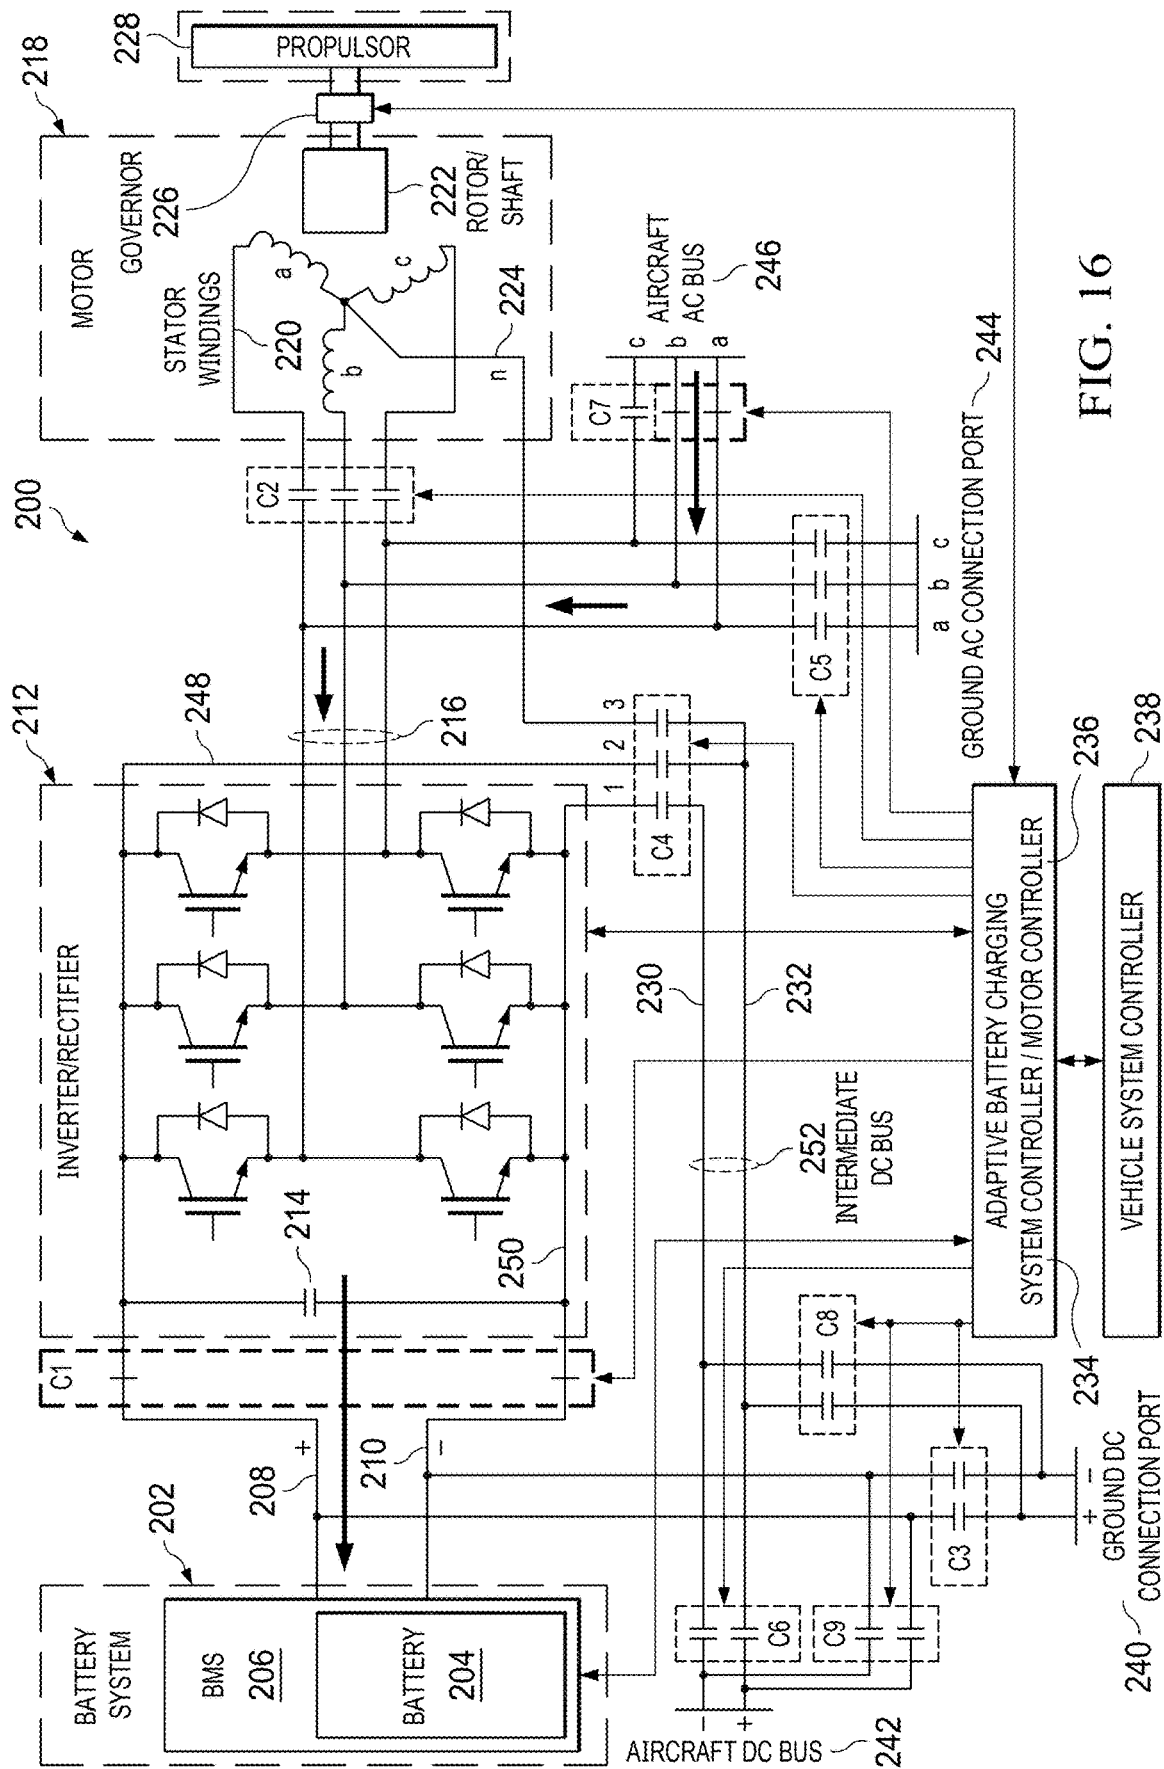 200
202
BATTERY
SYSTEM
BMS
206
BATTERY
204
208
+
210
−
C1
212
INVERTER/RECTIFIER
214
250
248
216
C2
218
MOTOR
STATOR
WINDINGS
220
a
b
c
n
224
GOVERNOR
226
222
ROTOR/
SHAFT
228
PROPULSOR
C4
1
2
3
230
232
252
INTERMEDIATE
DC BUS
C7
c
b
a
AIRCRAFT
AC BUS
246
C5
a
b
c
GROUND AC CONNECTION PORT
244
C6
C9
C8
C3
−
+
AIRCRAFT DC BUS
242
+
−
GROUND DC
CONNECTION PORT
240
ADAPTIVE BATTERY CHARGING
SYSTEM CONTROLLER / MOTOR CONTROLLER
234
236
VEHICLE SYSTEM CONTROLLER
238
FIG. 16